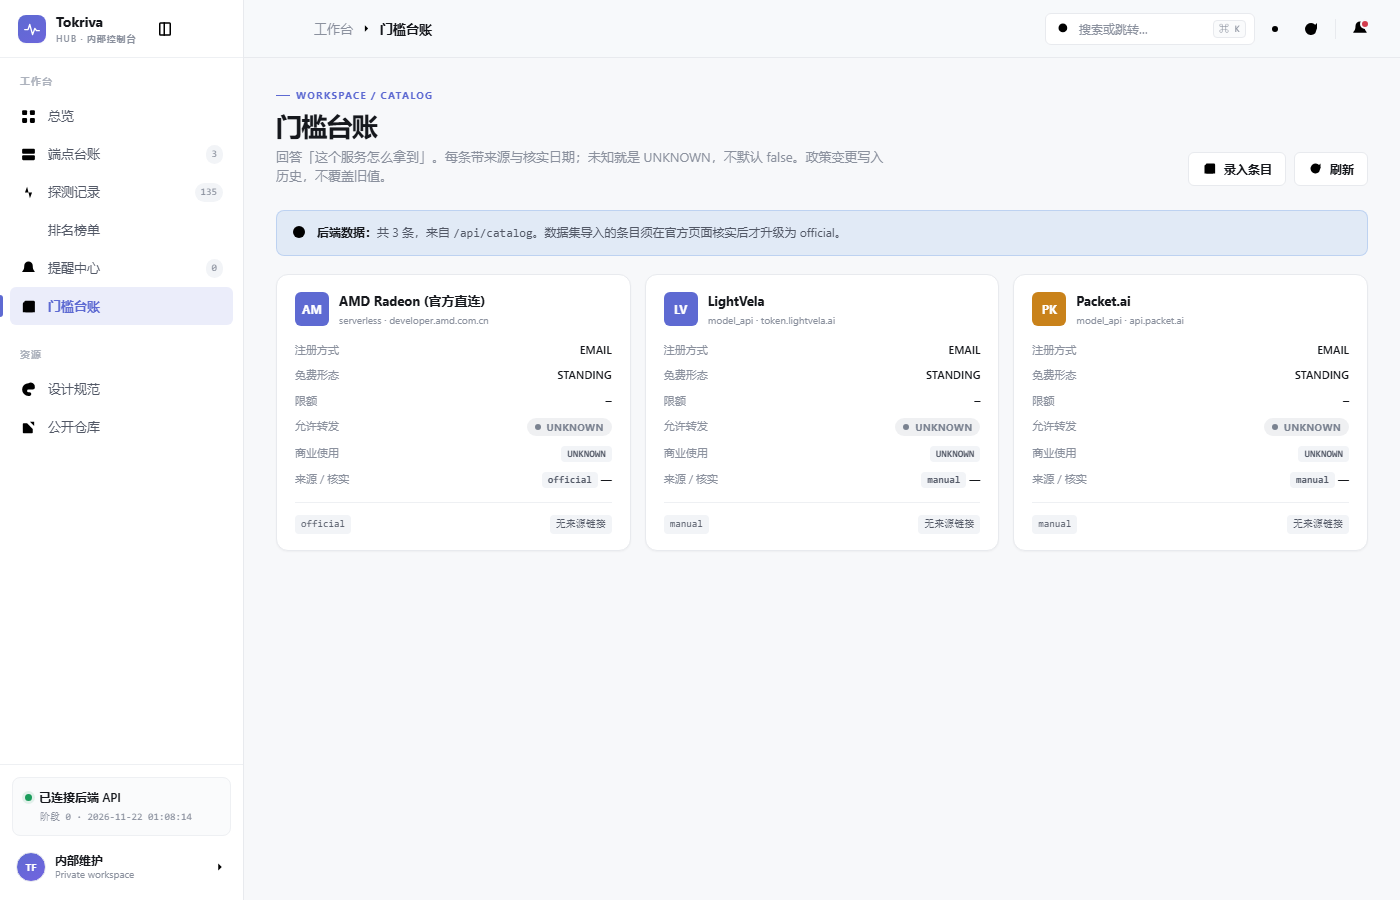 Tokriva
HUB · 内部控制台
工作台
总览
端点台账 3
探测记录 135
排名榜单
提醒中心 0
门槛台账
资源
设计规范
公开仓库
已连接后端 API
阶段 0 · 2026-11-22 01:08:14
TF
内部维护
Private workspace
工作台 门槛台账
搜索或跳转... ⌘ K
— WORKSPACE / CATALOG
门槛台账
回答「这个服务怎么拿到」。每条带来源与核实日期；未知就是 UNKNOWN，不默认 false。政策变更写入
历史，不覆盖旧值。
录入条目 刷新
后端数据：共 3 条，来自 /api/catalog。数据集导入的条目须在官方页面核实后才升级为 official。
AM
AMD Radeon (官方直连)
serverless · developer.amd.com.cn
注册方式 EMAIL
免费形态 STANDING
限额 –
允许转发 UNKNOWN
商业使用 UNKNOWN
来源 / 核实 official —
official 无来源链接
LV
LightVela
model_api · token.lightvela.ai
注册方式 EMAIL
免费形态 STANDING
限额 –
允许转发 UNKNOWN
商业使用 UNKNOWN
来源 / 核实 manual —
manual 无来源链接
PK
Packet.ai
model_api · api.packet.ai
注册方式 EMAIL
免费形态 STANDING
限额 –
允许转发 UNKNOWN
商业使用 UNKNOWN
来源 / 核实 manual —
manual 无来源链接